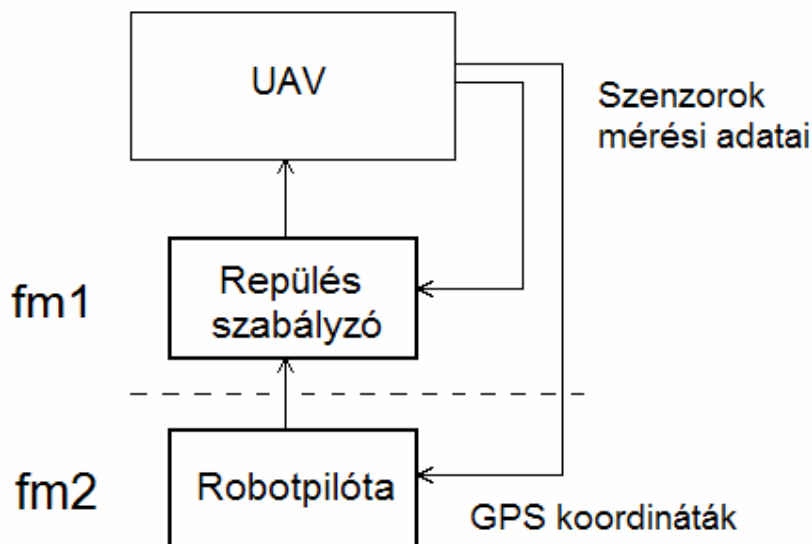 UAV
Szenzorok
mérési adatai
fm1
Repülés
szabályzó
fm2
Robotpilóta
GPS koordináták